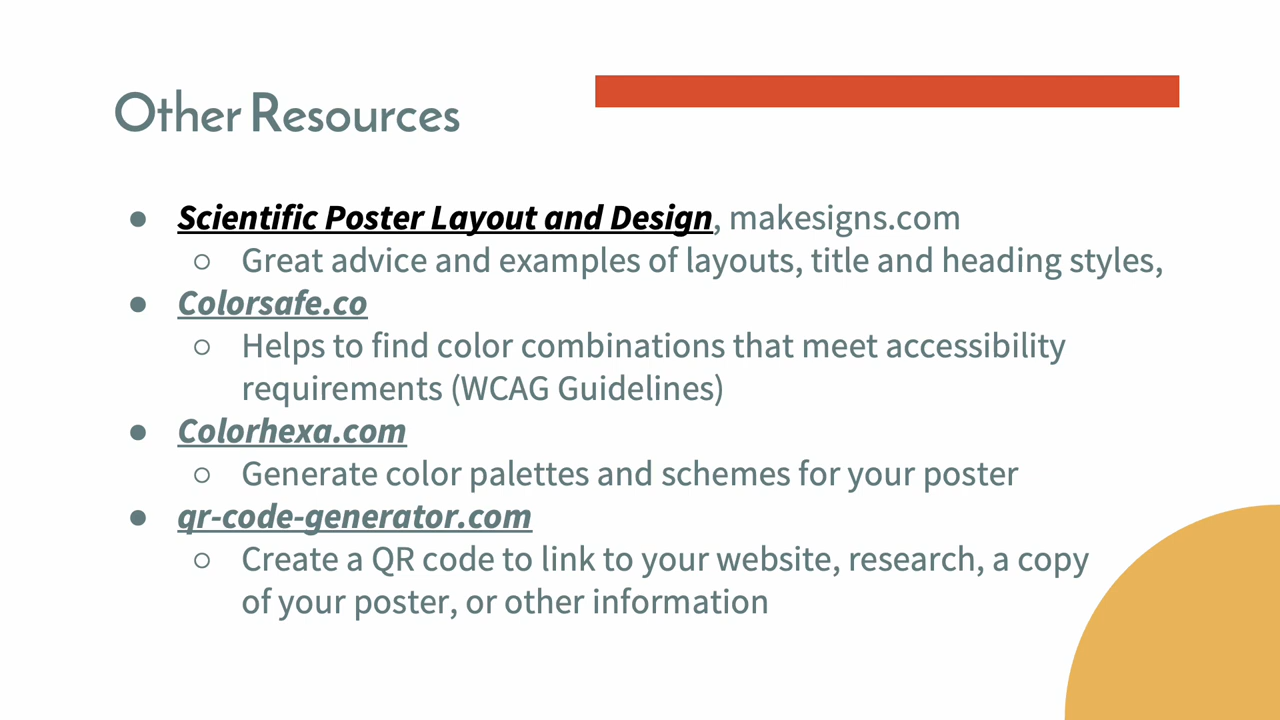 Other Resources
● Scientific Poster Layout and Design, makesigns.com
○ Great advice and examples of layouts, title and heading styles,
● Colorsafe.co
○ Helps to find color combinations that meet accessibility
requirements (WCAG Guidelines)
● Colorhexa.com
○ Generate color palettes and schemes for your poster
● qr-code-generator.com
○ Create a QR code to link to your website, research, a copy
of your poster, or other information